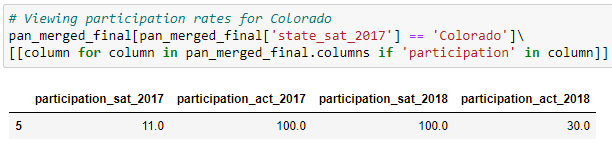 # Viewing participation rates for Colorado
pan_merged_final[pan_merged_final['state_sat_2017'] == 'Colorado']\
[[column for column in pan_merged_final.columns if 'participation' in column]]
participation_sat_2017 participation_act_2017 participation_sat_2018 participation_act_2018
5 11.0 100.0 100.0 30.0